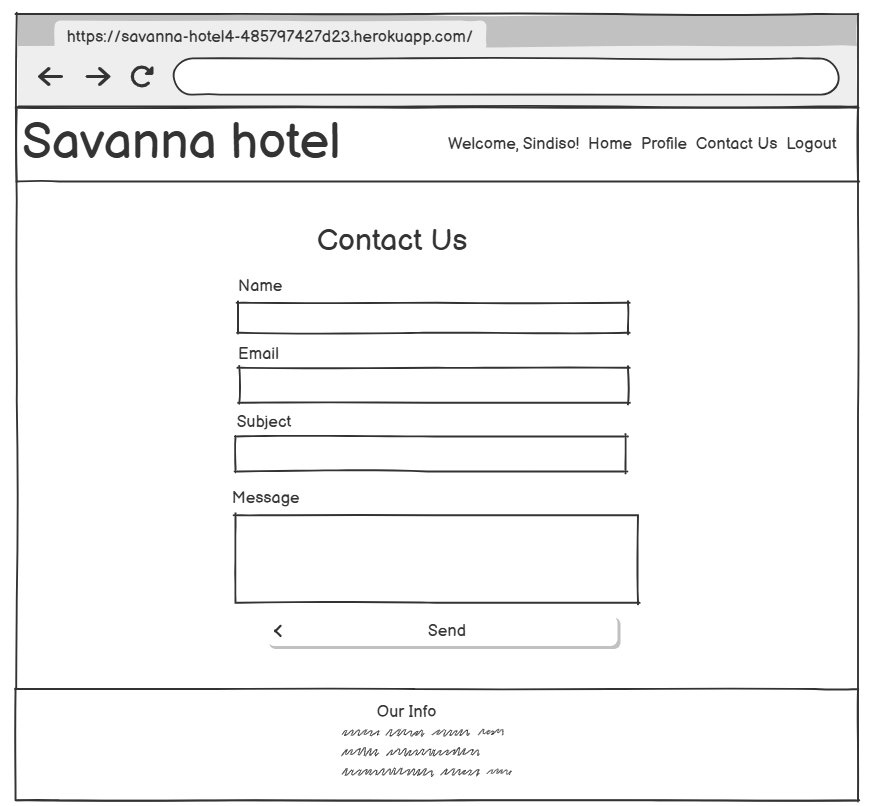 https://savanna-hotel4-485797427d23.herokuapp.com/
Savanna hotel
Welcome, Sindiso! Home Profile Contact Us Logout
Contact Us
Name
Email
Subject
Message
Send
Our Info